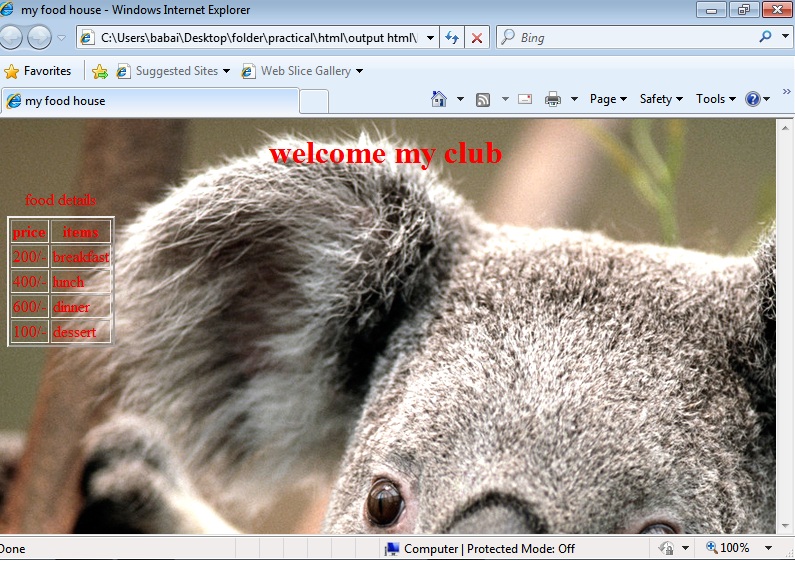 my food house - Windows Internet Explorer
C:\Users\babai\Desktop\folder\practical\html\output html\
Bing
Favorites
Suggested Sites
Web Slice Gallery
my food house
Page
Safety
Tools
»
welcome my club
food details
price items
200/- breakfast
400/- lunch
600/- dinner
100/- dessert
Done
Computer | Protected Mode: Off
100%